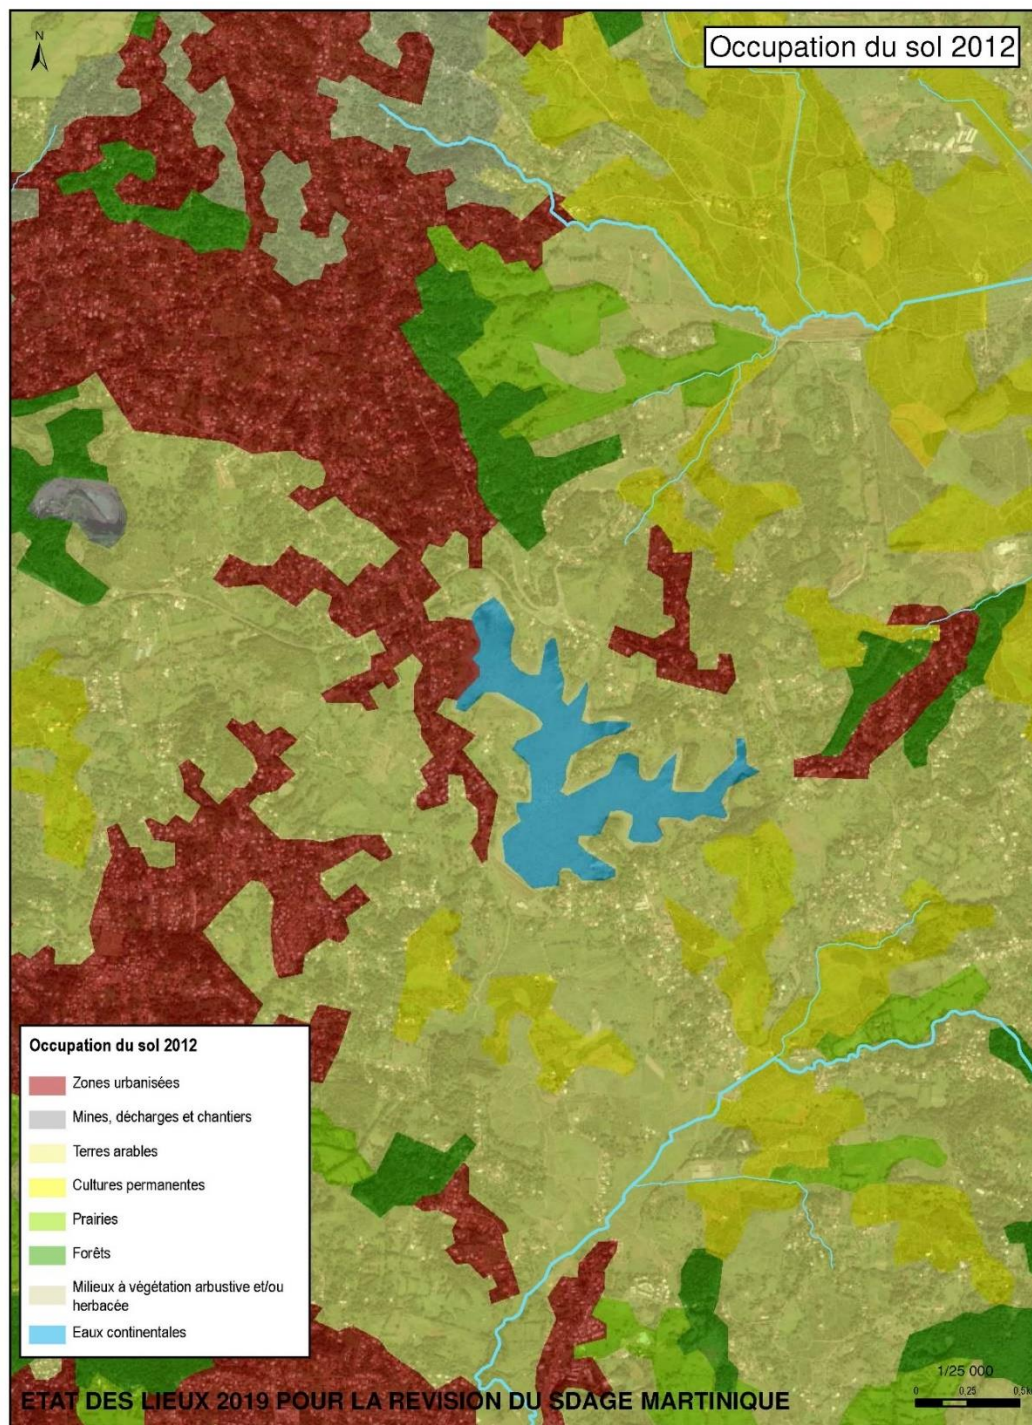 N
Occupation du sol 2012
Occupation du sol 2012
Zones urbanisées
Mines, décharges et chantiers
Terres arables
Cultures permanentes
Prairies
Forêts
Milieux à végétation arbustive et/ou
herbacée
Eaux continentales
1/25 000
0 0,25 0,5
ETAT DES LIEUX 2019 POUR LA REVISION DU SDAGE MARTINIQUE